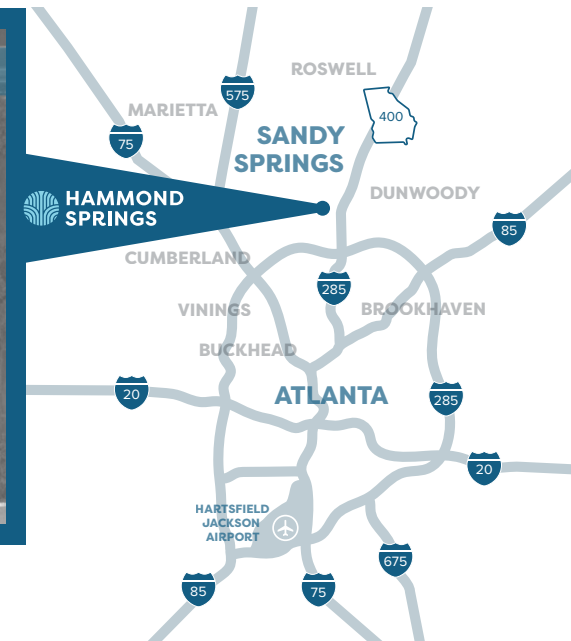 ROSWELL
575
MARIETTA
400
75
SANDY
SPRINGS
HAMMOND
SPRINGS
DUNWOODY
85
CUMBERLAND
285
VININGS
BROOKHAVEN
BUCKHEAD
20
ATLANTA
285
20
HARTSFIELD
JACKSON
AIRPORT
675
85
75